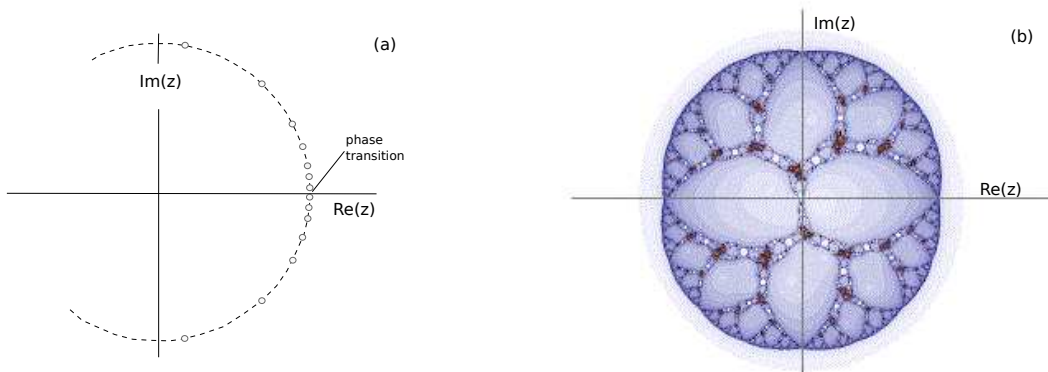 (a)
Im(z)
phase
transition
Re(z)
Im(z)
(b)
Re(z)